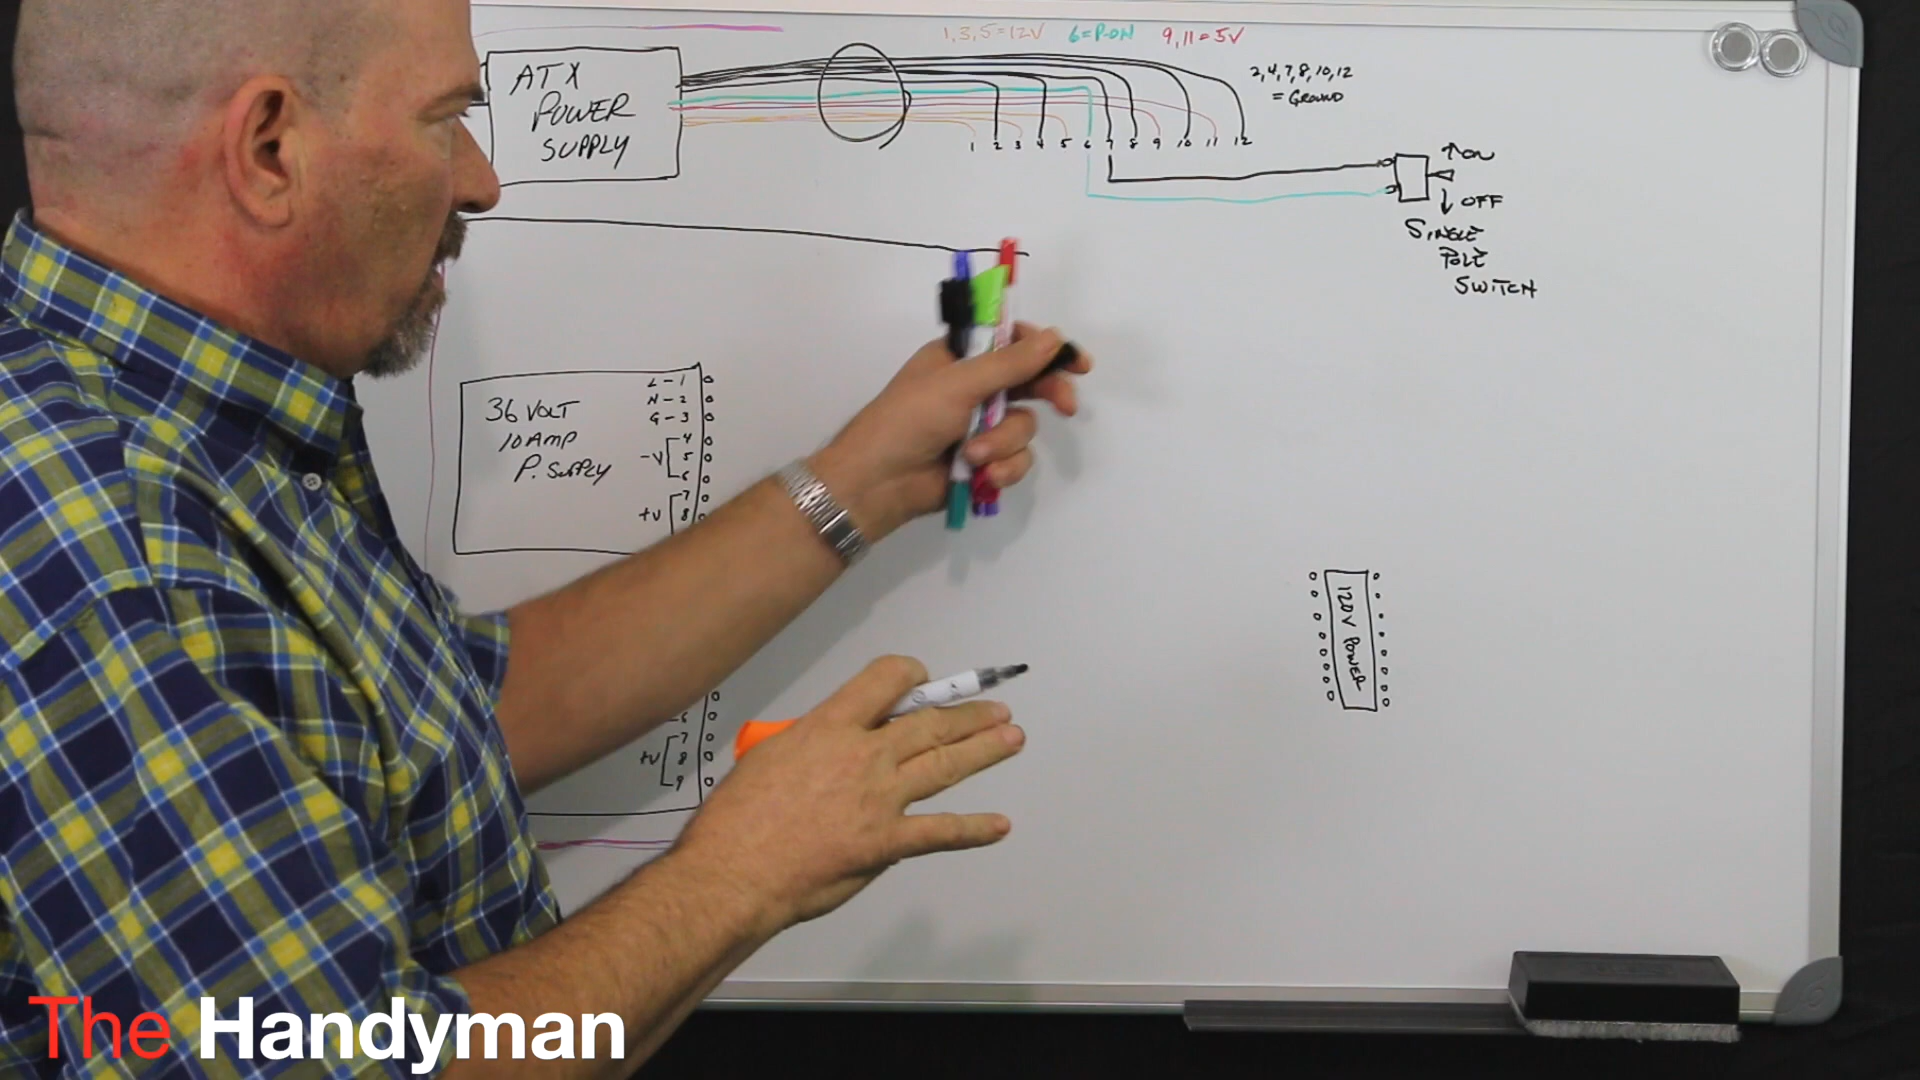 1,3,5=12V 6=P-ON 9,11=5V
2,4,7,8,10,12
= GROUND
ATX
POWER
SUPPLY
1 2 3 4 5 6 7 8 9 10 11 12
ON
OFF
SINGLE
POLE
SWITCH
36 VOLT
10 AMP
P. SUPPLY
L-1
N-2
G-3
-V
4
5
6
+V
7
8
120V POWER
6
+V
7
8
9
The Handyman